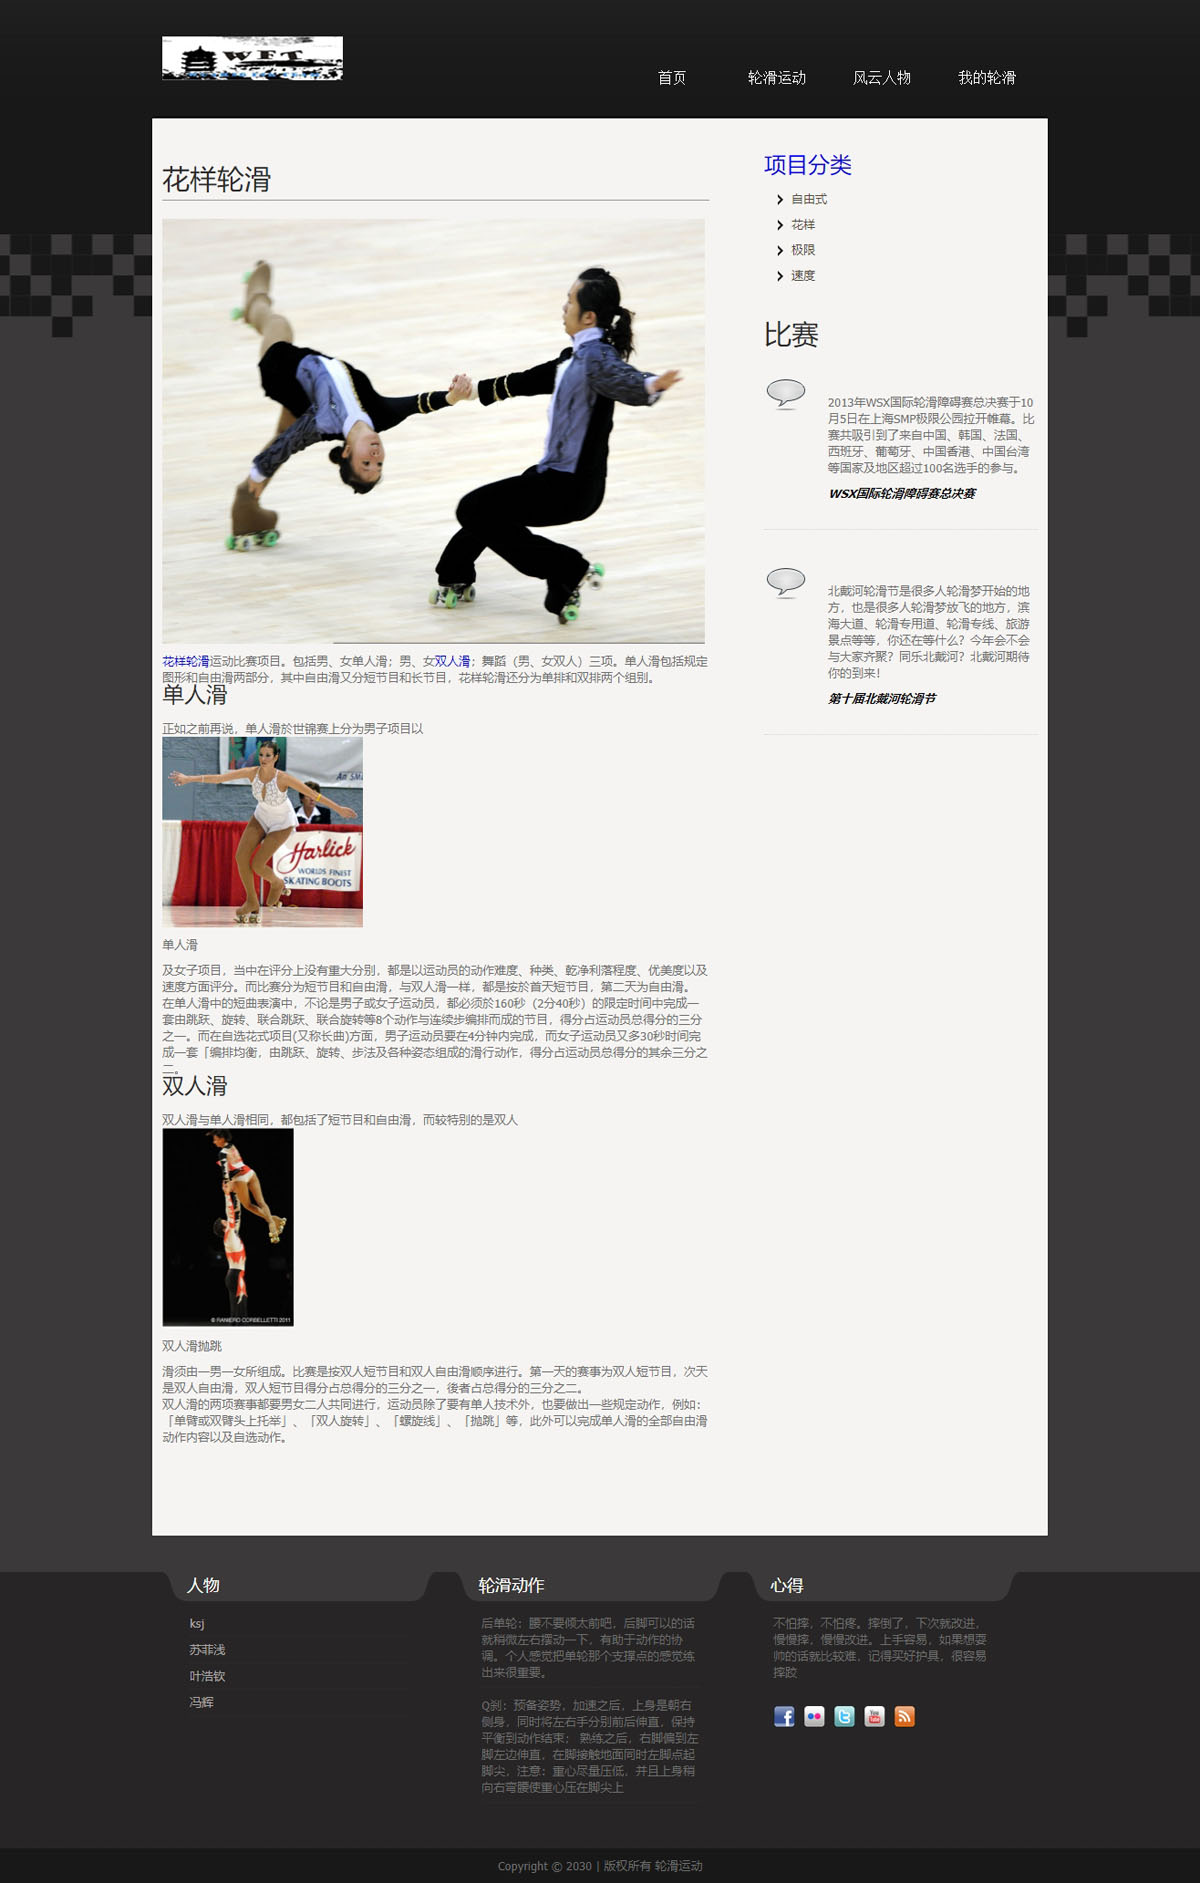 WFT
首页
轮滑运动
风云人物
我的轮滑
花样轮滑
花样轮滑运动比赛项目。包括男、女单人滑；男、女双人滑；舞蹈（男、女双人）三项。单人滑包括规定
图形和自由滑两部分，其中自由滑又分短节目和长节目，花样轮滑还分为单排和双排两个组别。
单人滑
正如之前再说，单人滑於世锦赛上分为男子项目以
An SM
Harlick
WORLDS FINEST
SKATING BOOTS
单人滑
及女子项目，当中在评分上没有重大分别，都是以运动员的动作难度、种类、乾净利落程度、优美度以及
速度方面评分。而比赛分为短节目和自由滑，与双人滑一样，都是按於首天短节目，第二天为自由滑。
在单人滑中的短曲表演中，不论是男子或女子运动员，都必须於160秒（2分40秒）的限定时间中完成一
套由跳跃、旋转、联合跳跃、联合旋转等8个动作与连续步编排而成的节目，得分占运动员总得分的三分
之一。而在自选花式项目(又称长曲)方面，男子运动员要在4分钟内完成，而女子运动员又多30秒时间完
成一套「编排均衡，由跳跃、旋转、步法及各种姿态组成的滑行动作，得分占运动员总得分的其余三分之
二。
双人滑
双人滑与单人滑相同，都包括了短节目和自由滑，而较特别的是双人
© RANIERO CORBELLETTI 2011
双人滑抛跳
滑须由一男一女所组成。比赛是按双人短节目和双人自由滑顺序进行。第一天的赛事为双人短节目，次天
是双人自由滑，双人短节目得分占总得分的三分之一，後者占总得分的三分之二。
双人滑的两项赛事都要男女二人共同进行，运动员除了要有单人技术外，也要做出一些规定动作，例如：
「单臂或双臂头上托举」、「双人旋转」、「螺旋线」、「抛跳」等，此外可以完成单人滑的全部自由滑
动作内容以及自选动作。
项目分类
自由式
花样
极限
速度
比赛
2013年WSX国际轮滑障碍赛总决赛于10
月5日在上海SMP极限公园拉开帷幕。比
赛共吸引到了来自中国、韩国、法国、
西班牙、葡萄牙、中国香港、中国台湾
等国家及地区超过100名选手的参与。
WSX国际轮滑障碍赛总决赛
北戴河轮滑节是很多人轮滑梦开始的地
方，也是很多人轮滑梦放飞的地方，滨
海大道、轮滑专用道、轮滑专线、旅游
景点等等，你还在等什么？今年会不会
与大家齐聚？同乐北戴河？北戴河期待
你的到来！
第十届北戴河轮滑节
人物
ksj
苏菲浅
叶浩钦
冯辉
轮滑动作
后单轮：腰不要倾太前吧，后脚可以的话
就稍微左右摆动一下，有助于动作的协
调。个人感觉把单轮那个支撑点的感觉练
出来很重要。
Q刹：预备姿势，加速之后，上身是朝右
侧身，同时将左右手分别前后伸直，保持
平衡到动作结束； 熟练之后，右脚偏到左
脚左边伸直，在脚接触地面同时左脚点起
脚尖，注意：重心尽量压低，并且上身稍
向右弯腰使重心压在脚尖上
心得
不怕摔，不怕疼。摔倒了，下次就改进，
慢慢摔，慢慢改进。上手容易，如果想耍
帅的话就比较难，记得买好护具，很容易
摔跤
You
Tube
Copyright © 2030 | 版权所有 轮滑运动